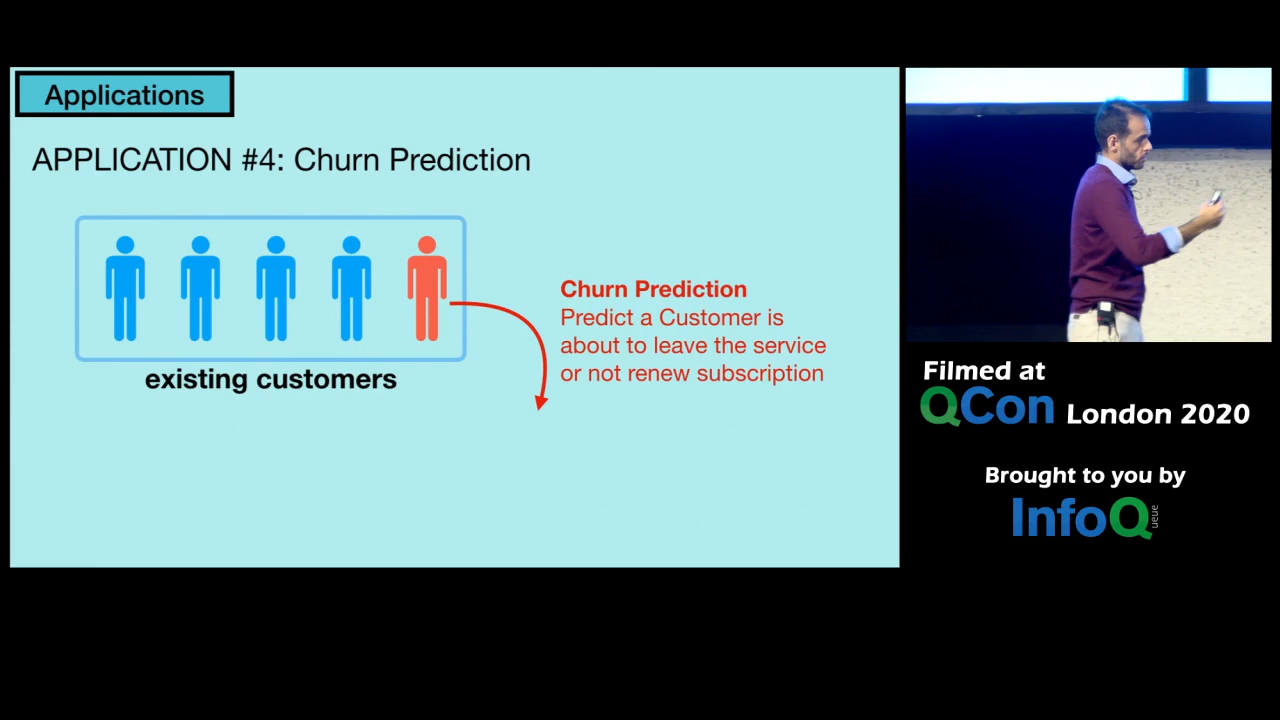 Applications
APPLICATION #4: Churn Prediction
existing customers
Churn Prediction
Predict a Customer is
about to leave the service
or not renew subscription
Filmed at
QCon London 2020
Brought to you by
InfoQ
ueue